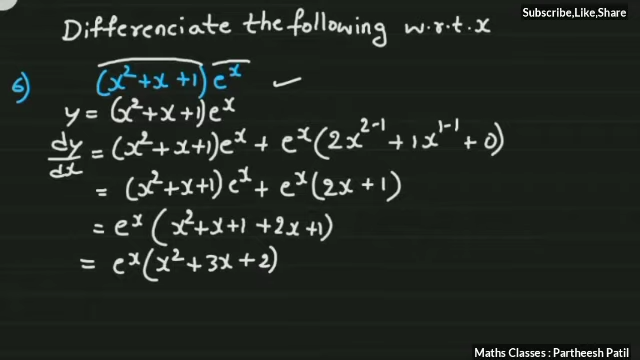 Subscribe,Like,Share
Differenciate the following w.r.t.x
6) (x²+x+1) eˣ ✓
y = (x²+x+1)eˣ
dy/dx = (x²+x+1)eˣ + eˣ(2x²⁻¹+1x¹⁻¹+0)
= (x²+x+1)eˣ + eˣ(2x+1)
= eˣ(x²+x+1+2x+1)
= eˣ(x²+3x+2)
Maths Classes : Partheesh Patil